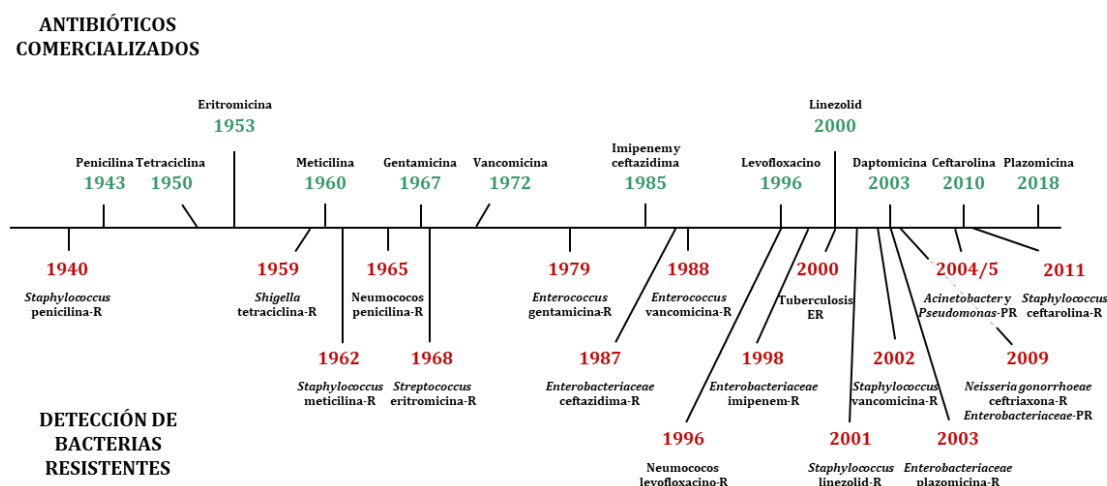 ANTIBIÓTICOS
COMERCIALIZADOS
Eritromicina
1953
Linezolid
2000
Penicilina
1943
Tetraciclina
1950
Meticilina
1960
Gentamicina
1967
Vancomicina
1972
Imipenem y
ceftazidima
1985
Levofloxacino
1996
Daptomicina
2003
Ceftarolina
2010
Plazomicina
2018
1940
Staphylococcus
penicilina-R
1959
Shigella
tetraciclina-R
1965
Neumococos
penicilina-R
1979
Enterococcus
gentamicina-R
1988
Enterococcus
vancomicina-R
2000
Tuberculosis
ER
2004/5
Acinetobacter y
Pseudomonas-PR
2011
Staphylococcus
ceftarolina-R
1962
Staphylococcus
meticilina-R
1968
Streptococcus
eritromicina-R
1987
Enterobacteriaceae
ceftazidima-R
1998
Enterobacteriaceae
imipenem-R
2002
Staphylococcus
vancomicina-R
2009
Neisseria gonorrhoeae
ceftriaxona-R
Enterobacteriaceae-PR
DETECCIÓN DE
BACTERIAS
RESISTENTES
1996
Neumococos
levofloxacino-R
2001
Staphylococcus
linezolid-R
2003
Enterobacteriaceae
plazomicina-R